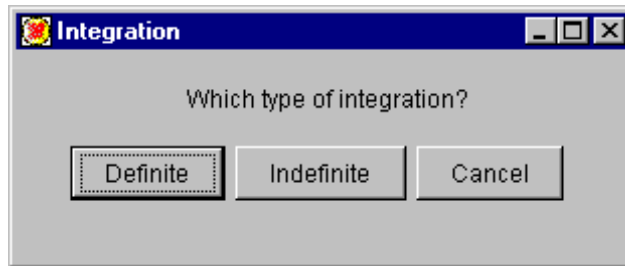 Integration
Which type of integration?
Definite Indefinite Cancel